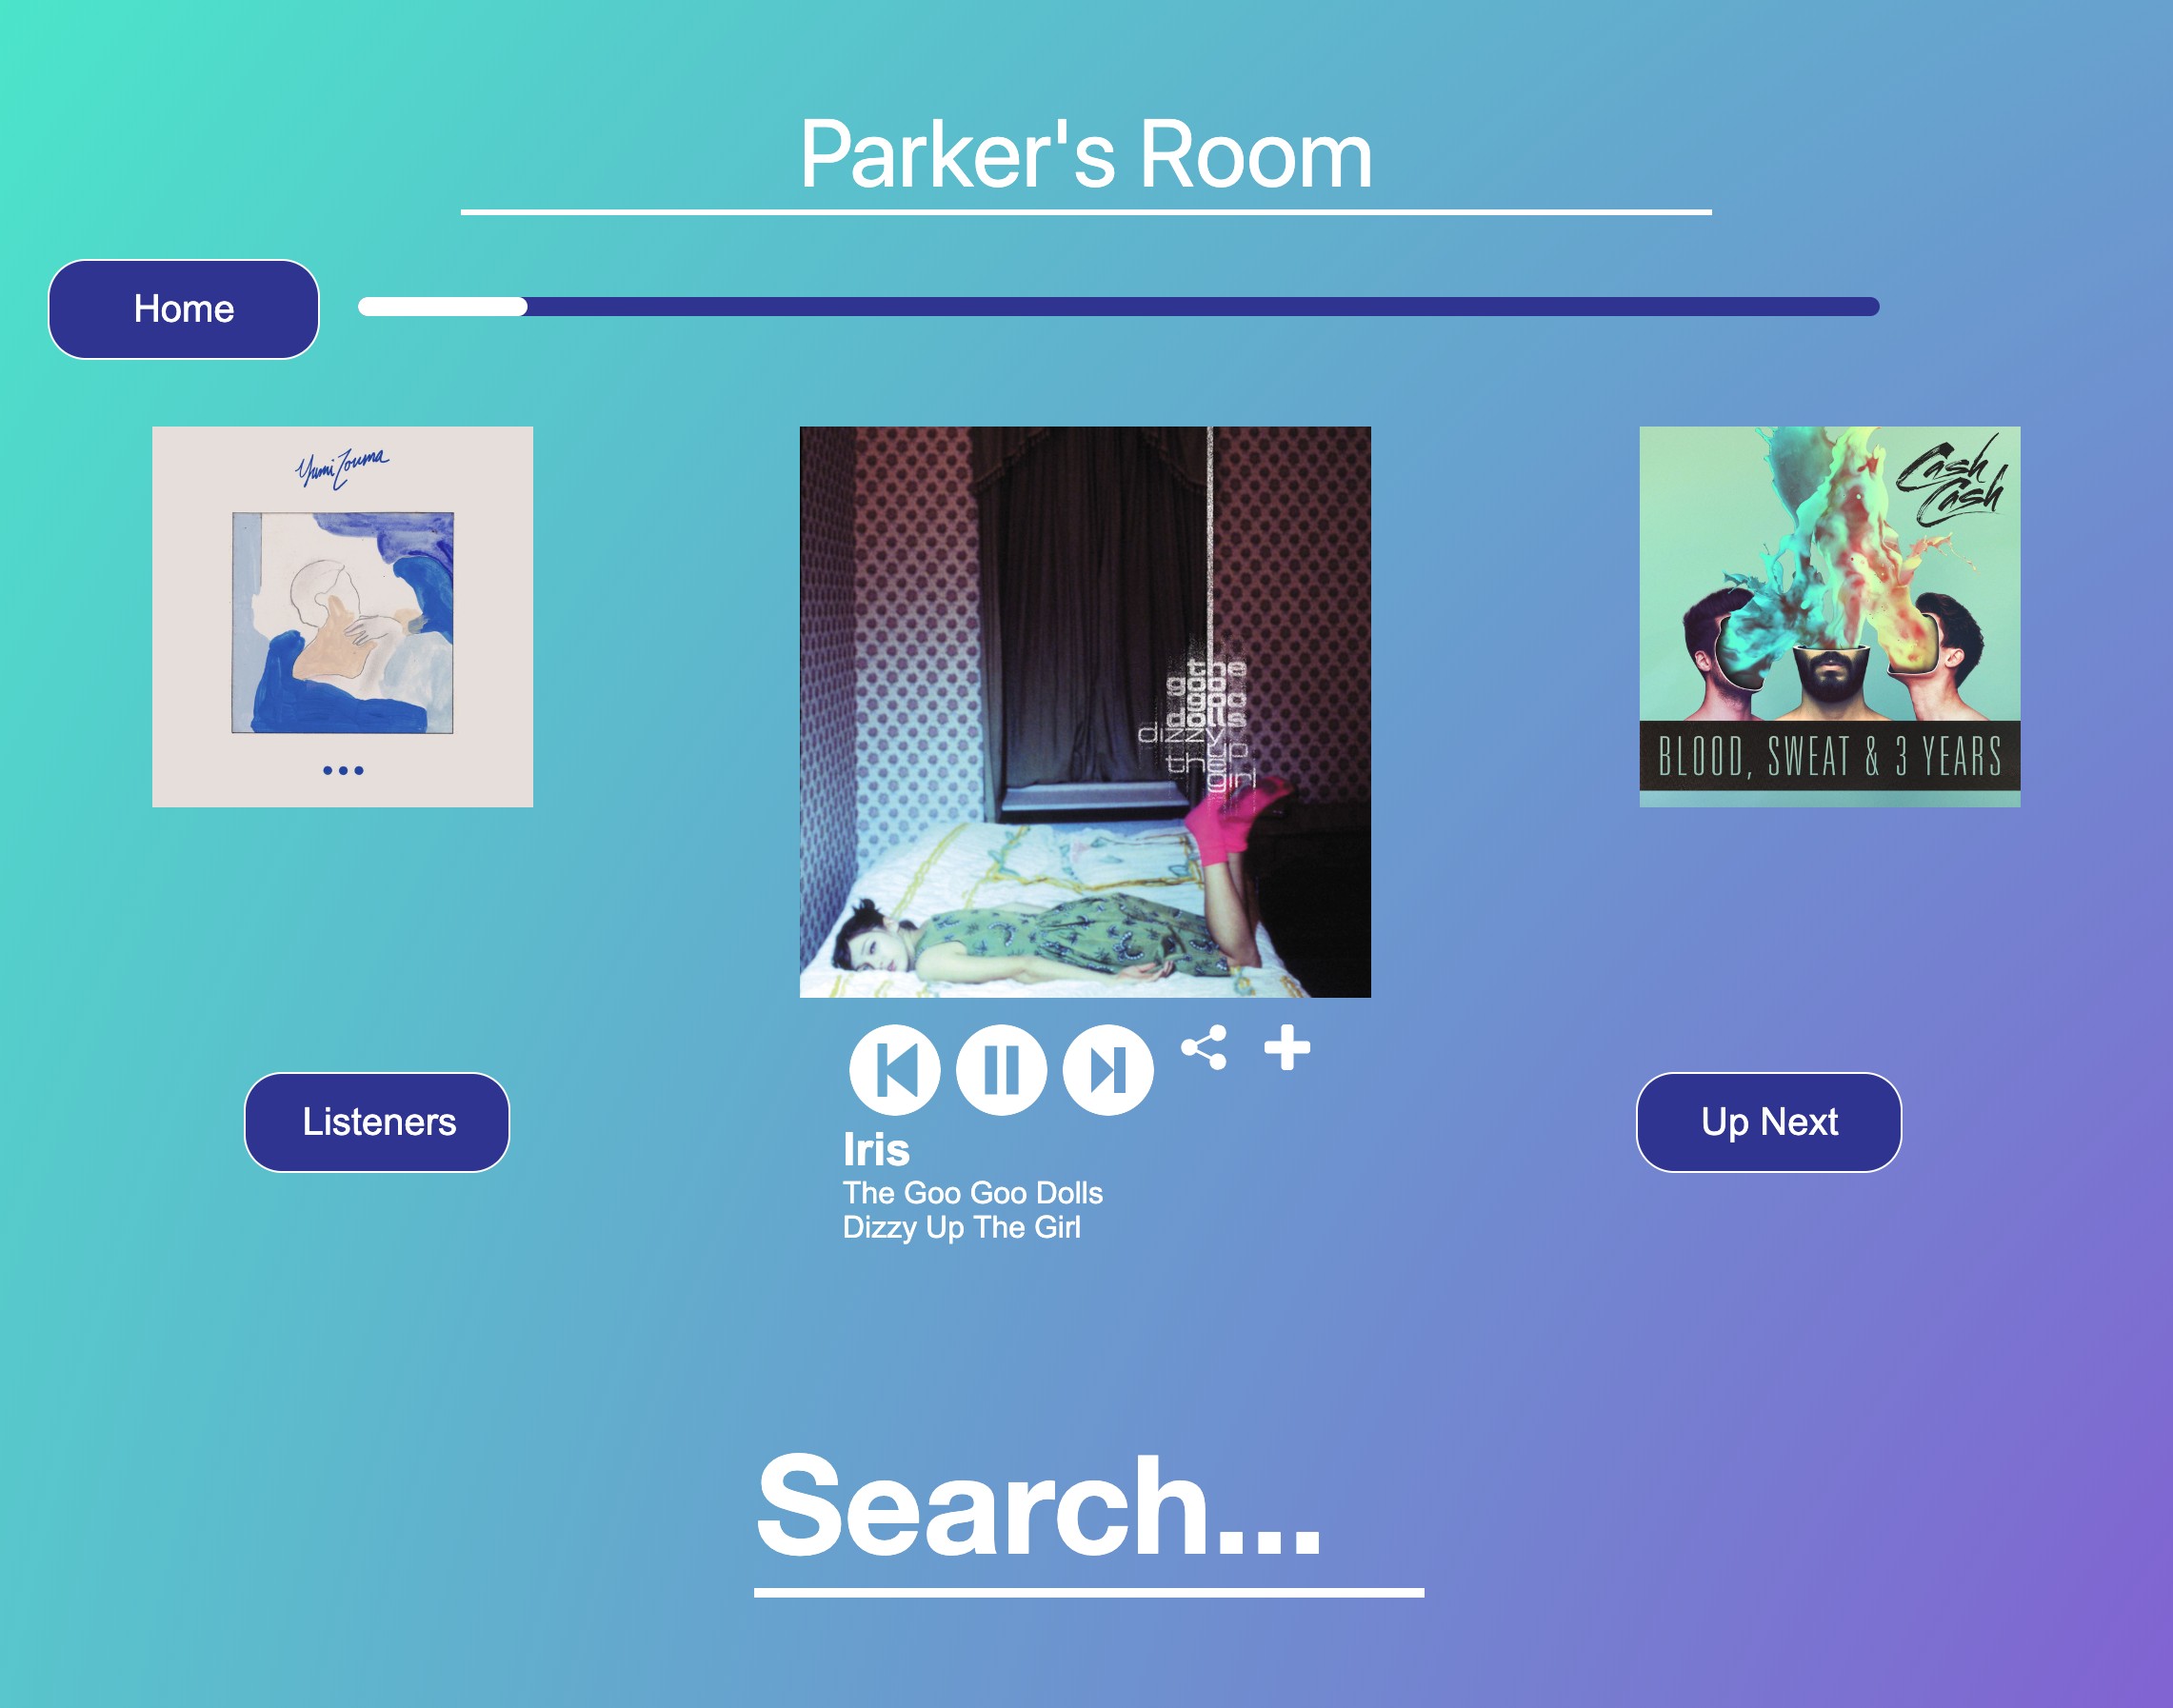 Parker's Room
Home
Yumi Zouma
Cash
Cash
BLOOD, SWEAT & 3 YEARS
the
goo
goo
dolls
dizzy
up
the
girl
Iris
The Goo Goo Dolls
Dizzy Up The Girl
Listeners
Up Next
Search...